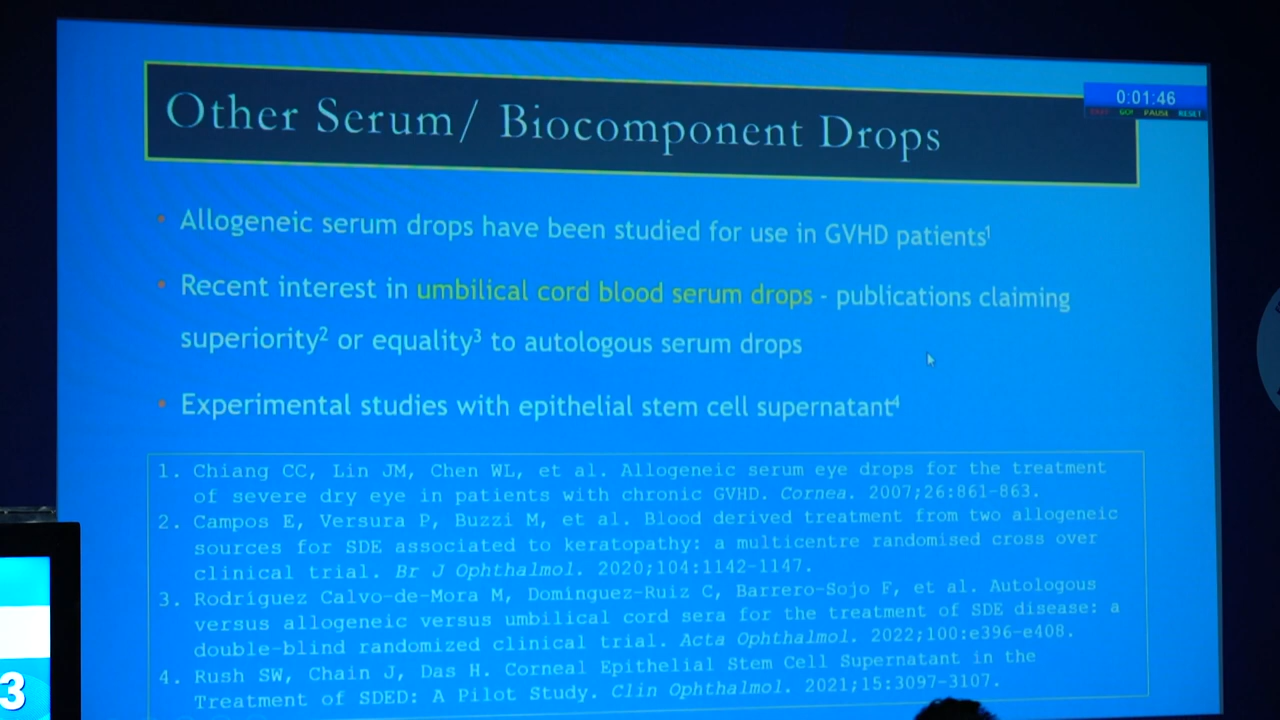 0:01:46
GO! PAUSE RESET
Other Serum/ Biocomponent Drops
• Allogeneic serum drops have been studied for use in GVHD patients¹
• Recent interest in umbilical cord blood serum drops - publications claiming
superiority² or equality³ to autologous serum drops
• Experimental studies with epithelial stem cell supernatant⁴
1. Chiang CC, Lin JM, Chen WL, et al. Allogeneic serum eye drops for the treatment
of severe dry eye in patients with chronic GVHD. Cornea. 2007;26:861-863.
2. Campos E, Versura P, Buzzi M, et al. Blood derived treatment from two allogeneic
sources for SDE associated to keratopathy: a multicentre randomised cross over
clinical trial. Br J Ophthalmol. 2020;104:1142-1147.
3. Rodriguez Calvo-de-Mora M, Dominguez-Ruiz C, Barrero-Sojo F, et al. Autologous
versus allogeneic versus umbilical cord sera for the treatment of SDE disease: a
double-blind randomized clinical trial. Acta Ophthalmol. 2022;100:e396-e408.
4. Rush SW, Chain J, Das H. Corneal Epithelial Stem Cell Supernatant in the
Treatment of SDED: A Pilot Study. Clin Ophthalmol. 2021;15:3097-3107.
3